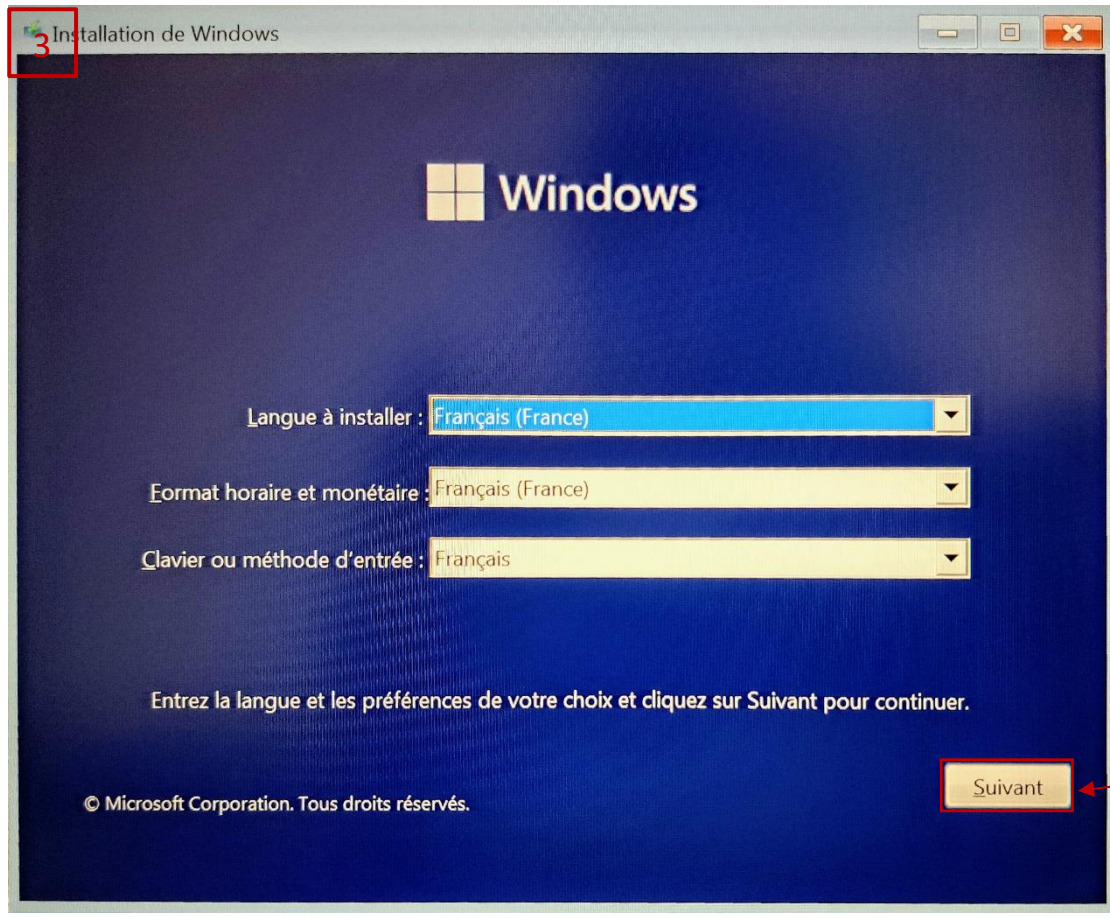 3
Installation de Windows
Windows
Langue à installer : Français (France)
Format horaire et monétaire : Français (France)
Clavier ou méthode d'entrée : Français
Entrez la langue et les préférences de votre choix et cliquez sur Suivant pour continuer.
Suivant
© Microsoft Corporation. Tous droits réservés.